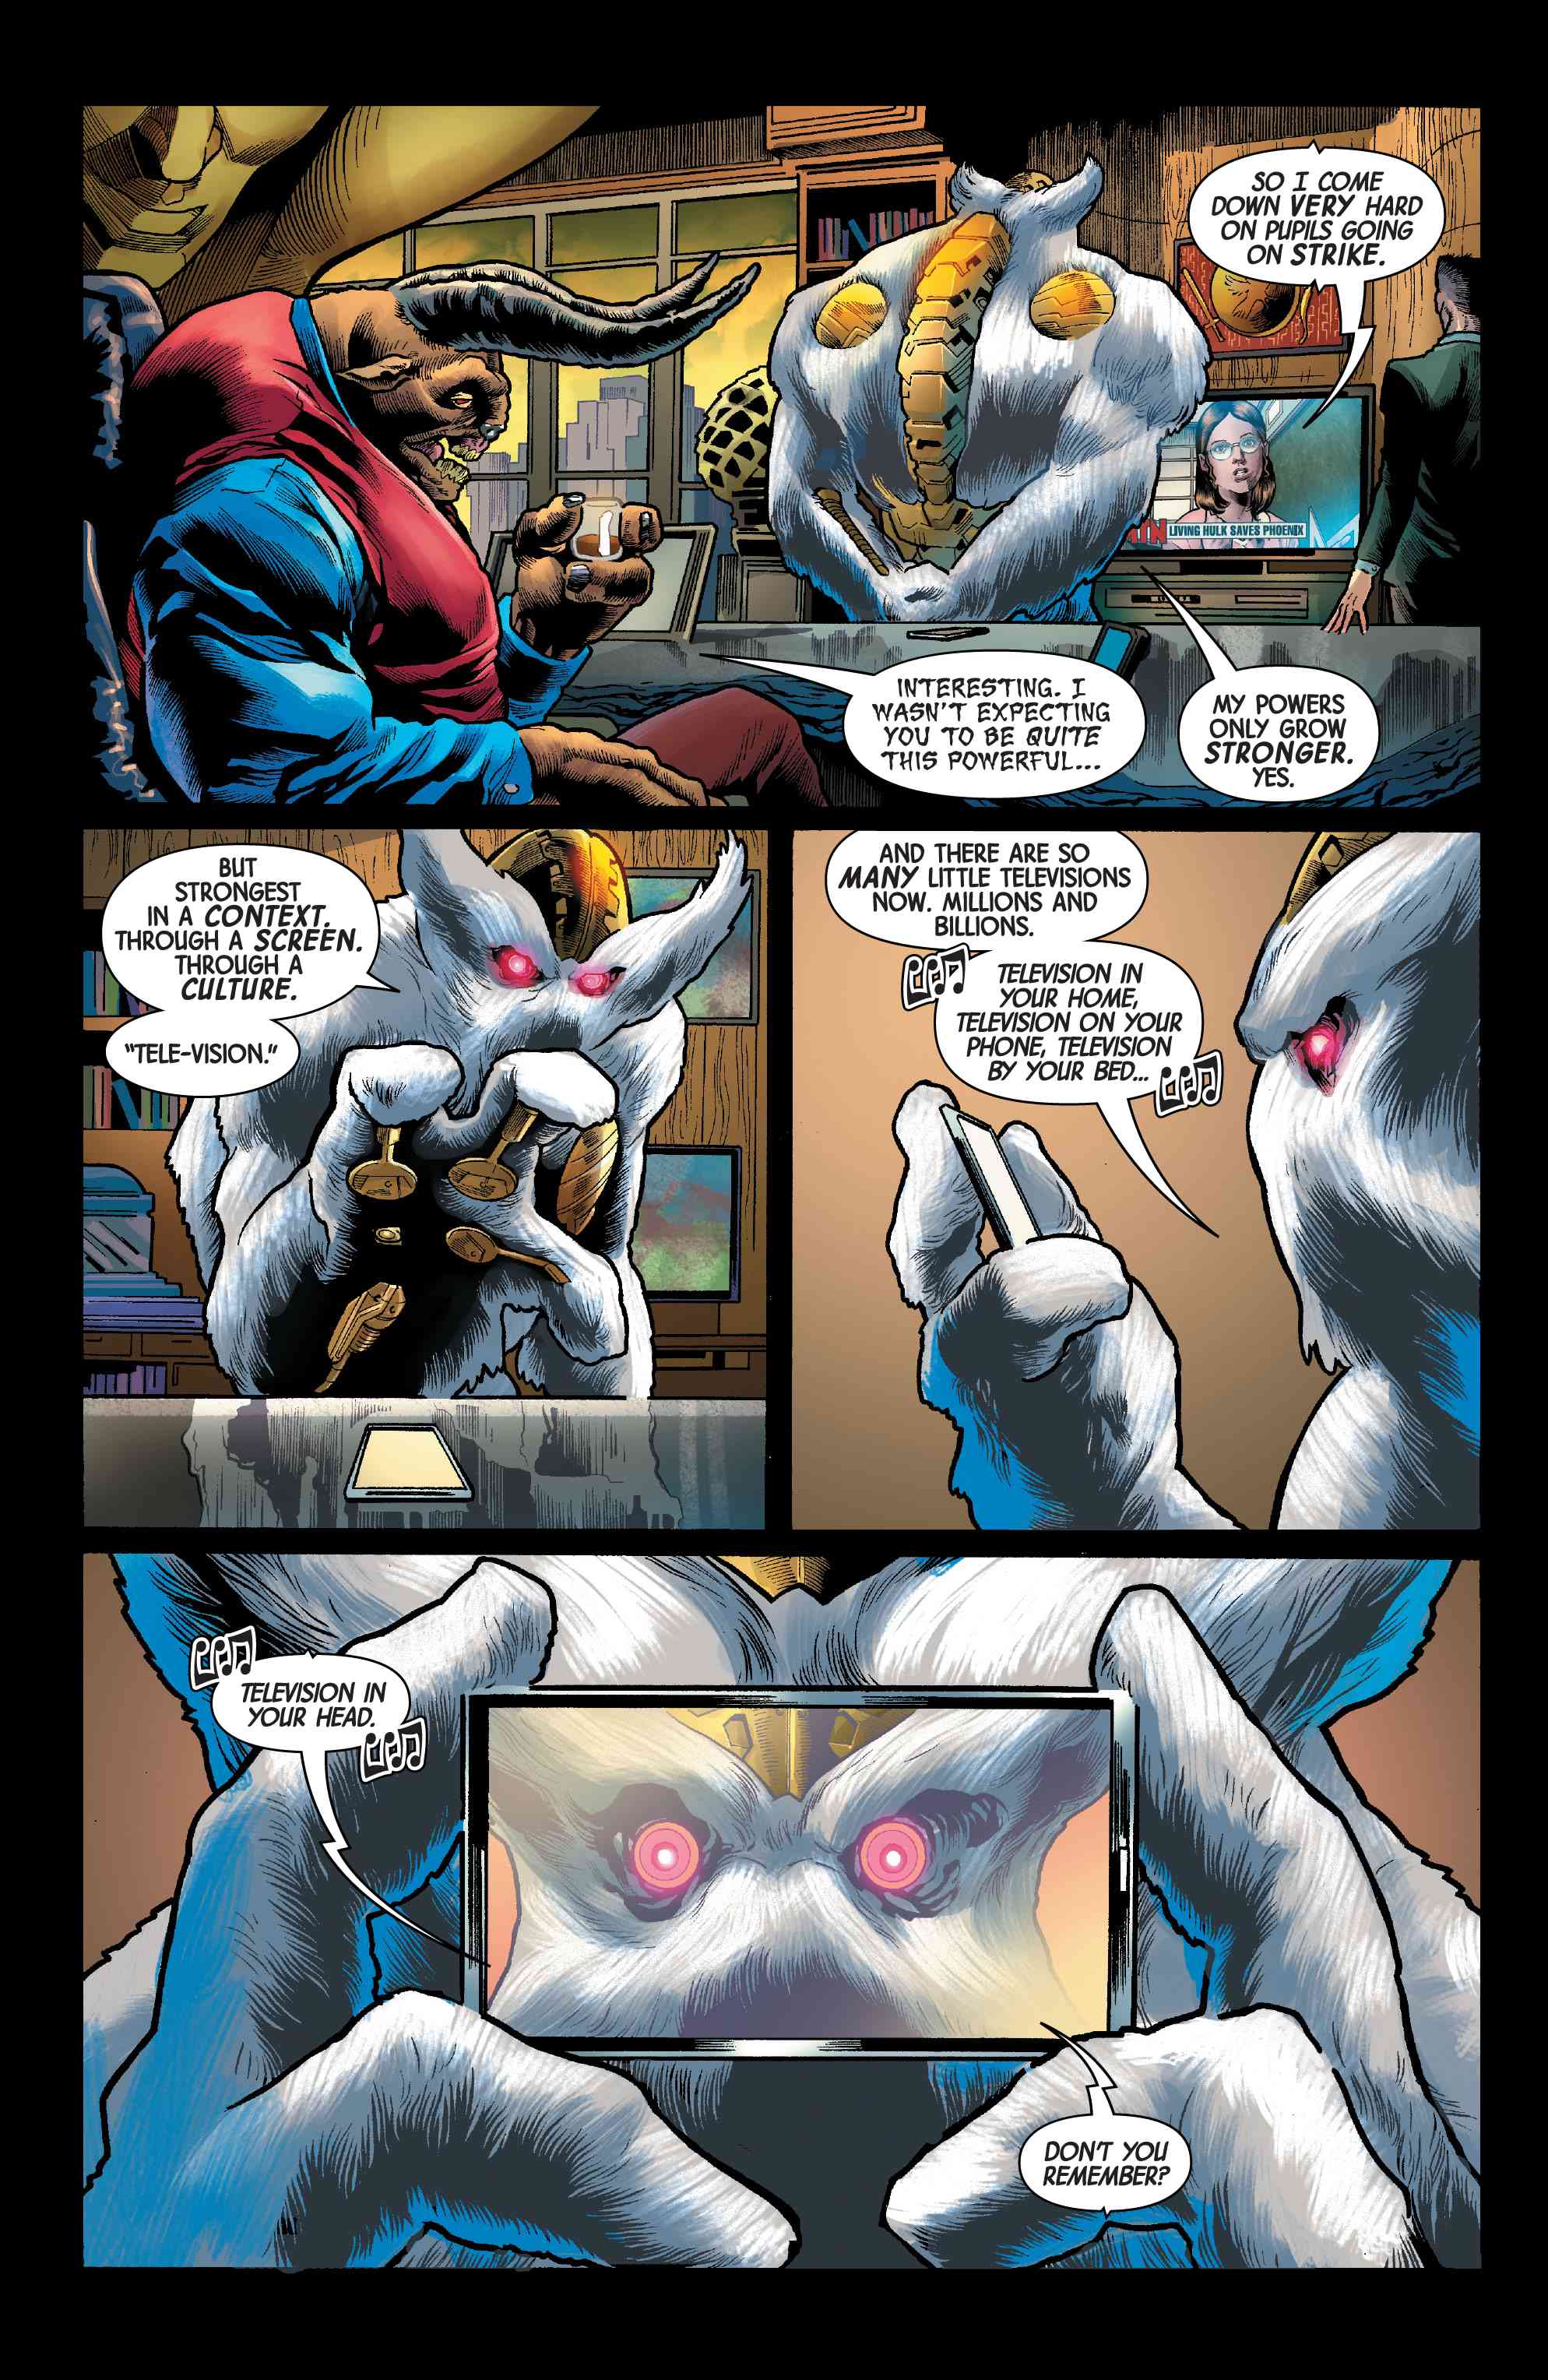 SO I COME
DOWN VERY HARD
ON PUPILS GOING
ON STRIKE.
LIVING HULK SAVES PHOENIX
INTERESTING. I
WASN'T EXPECTING
YOU TO BE QUITE
THIS POWERFUL...
MY POWERS
ONLY GROW
STRONGER.
YES.
BUT
STRONGEST
IN A CONTEXT.
THROUGH A SCREEN.
THROUGH A
CULTURE.
"TELE-VISION."
AND THERE ARE SO
MANY LITTLE TELEVISIONS
NOW. MILLIONS AND
BILLIONS.
TELEVISION IN
YOUR HOME,
TELEVISION ON YOUR
PHONE, TELEVISION
BY YOUR BED...
TELEVISION IN
YOUR HEAD.
DON'T YOU
REMEMBER?